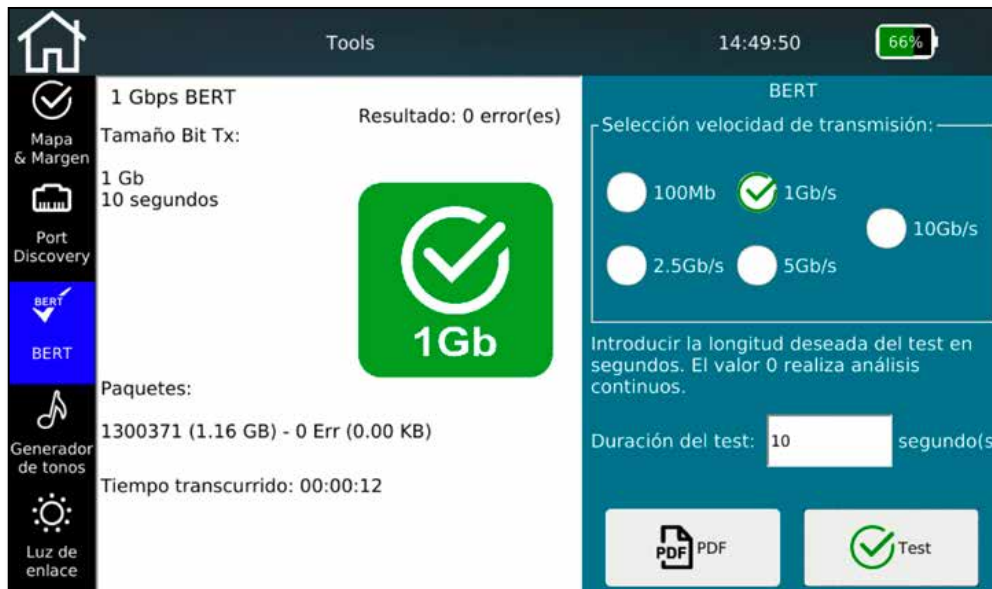 Tools
14:49:50
66%
Mapa
& Margen
Port
Discovery
BERT
BERT
Generador
de tonos
Luz de
enlace
1 Gbps BERT
Resultado: 0 error(es)
Tamaño Bit Tx:
1 Gb
10 segundos
1Gb
Paquetes:
1300371 (1.16 GB) - 0 Err (0.00 KB)
Tiempo transcurrido: 00:00:12
BERT
Selección velocidad de transmisión:
100Mb
1Gb/s
10Gb/s
2.5Gb/s
5Gb/s
Introducir la longitud deseada del test en
segundos. El valor 0 realiza análisis
continuos.
Duración del test: 10 segundo(s
PDF PDF
Test